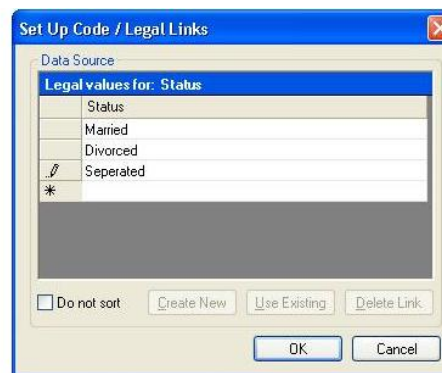 Set Up Code / Legal Links
Data Source
Legal values for: Status
Status
Married
Divorced
Seperated
Do not sort Create New Use Existing Delete Link
OK Cancel